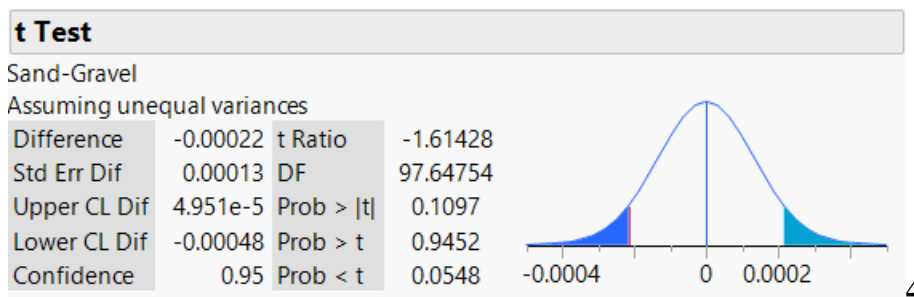 t Test
Sand-Gravel
Assuming unequal variances
Difference -0.00022 t Ratio -1.61428
Std Err Dif 0.00013 DF 97.64754
Upper CL Dif 4.951e-5 Prob > |t| 0.1097
Lower CL Dif -0.00048 Prob > t 0.9452
Confidence 0.95 Prob < t 0.0548
-0.0004 0 0.0002